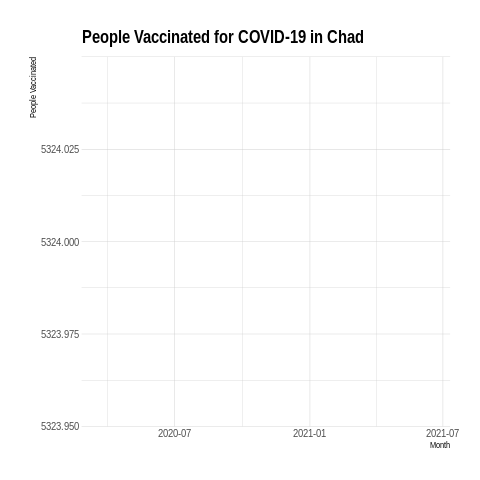 People Vaccinated for COVID-19 in Chad
People Vaccinated
5324.025
5324.000
5323.975
5323.950
2020-07
2021-01
2021-07
Month